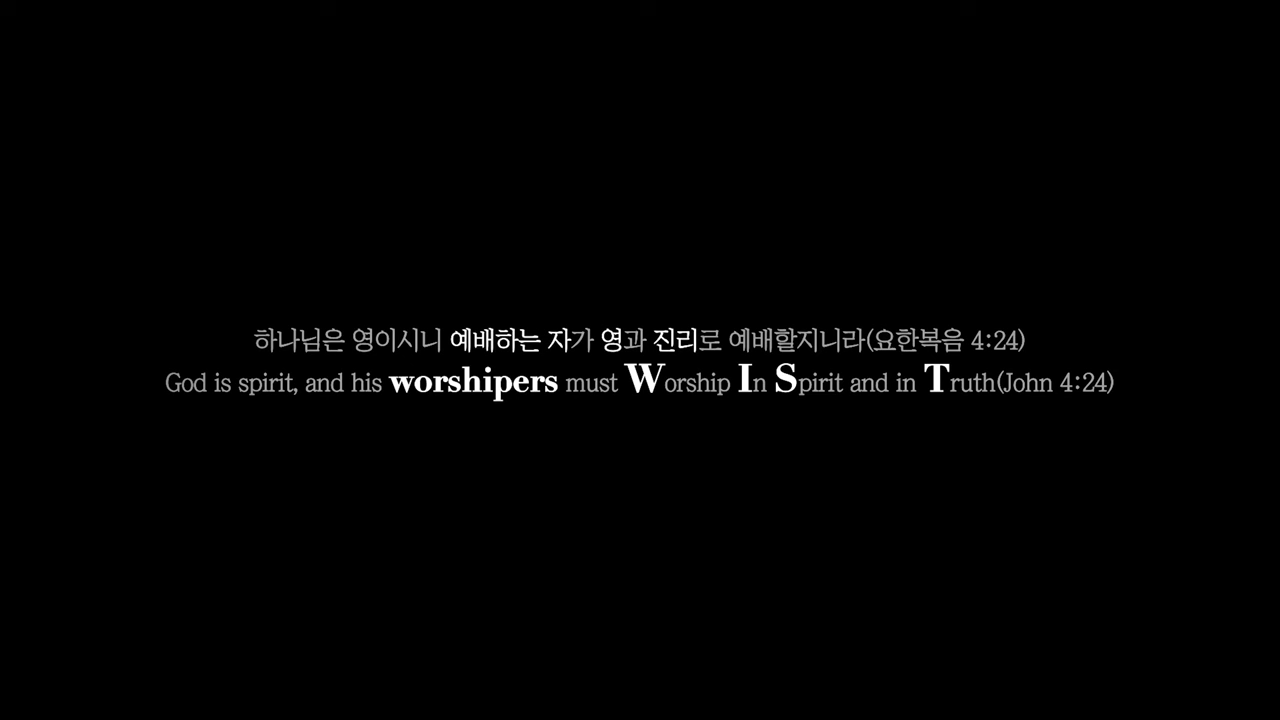 하나님은 영이시니 예배하는 자가 영과 진리로 예배할지니라(요한복음 4:24)
God is spirit, and his worshipers must Worship In Spirit and in Truth(John 4:24)